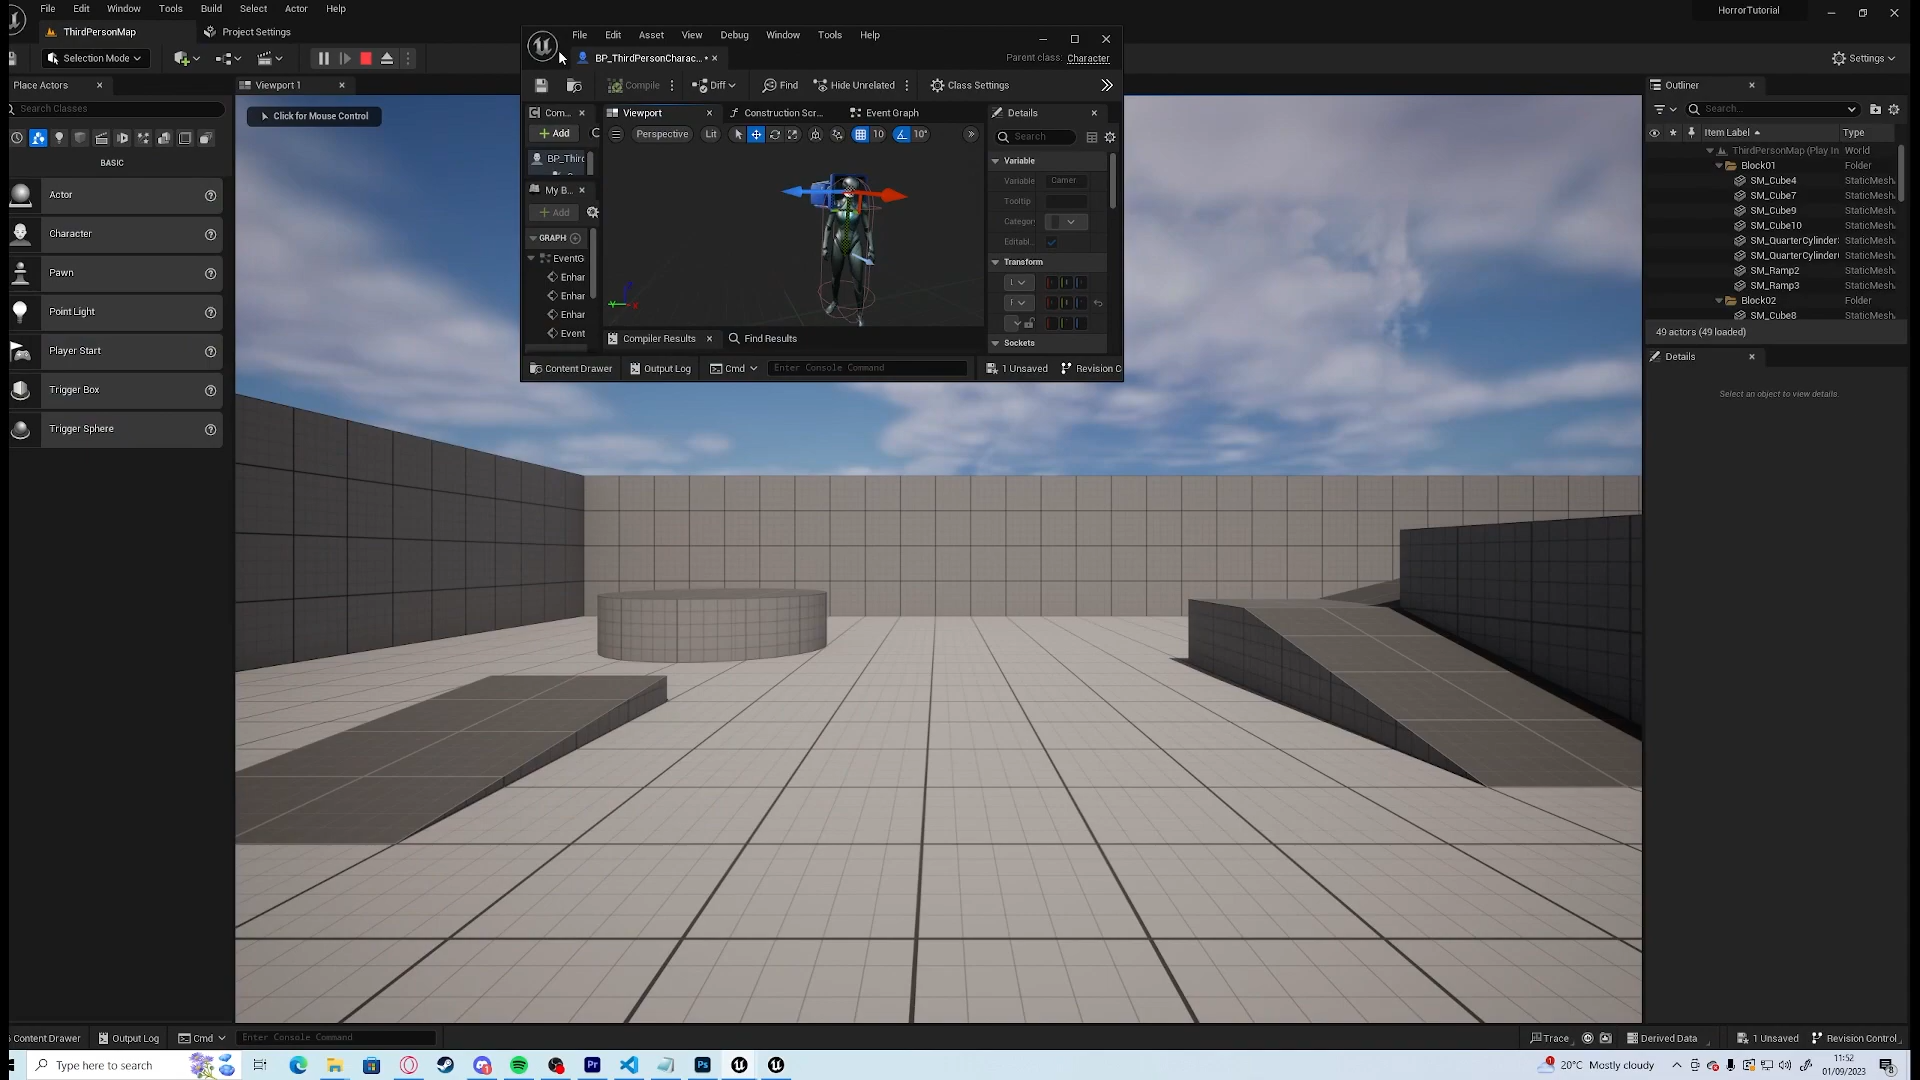 File Edit Window Tools Build Select Actor Help
HorrorTutorial
ThirdPersonMap
Project Settings
Selection Mode
Settings
Place Actors
Search Classes
BASIC
Actor
Character
Pawn
Point Light
Player Start
Trigger Box
Trigger Sphere
Viewport 1
Click for Mouse Control
File Edit Asset View Debug Window Tools Help
BP_ThirdPersonCharac...
Parent class: Character
Compile
Diff
Find
Hide Unrelated
Class Settings
Com...
Add
BP_Thir
My B...
Add
GRAPH
EventG
Enhar
Enhar
Enhar
Event
Viewport
Construction Scr...
Event Graph
Perspective
Lit
10
10°
Compiler Results
Find Results
Details
Search
Variable
Variable
Camer
Tooltip
Categor
Editabl
Transform
Sockets
Content Drawer
Output Log
Cmd
Enter Console Command
1 Unsaved
Revision C
Outliner
Search...
Item Label
Type
ThirdPersonMap (Play In World
Block01 Folder
SM_Cube4 StaticMesh
SM_Cube7 StaticMesh
SM_Cube9 StaticMesh
SM_Cube10 StaticMesh
SM_QuarterCylinder StaticMesh
SM_QuarterCylinder StaticMesh
SM_Ramp2 StaticMesh
SM_Ramp3 StaticMesh
Block02 Folder
SM_Cube8 StaticMesh
49 actors (49 loaded)
Details
Select an object to view details.
Content Drawer
Output Log
Cmd
Enter Console Command
Trace
Derived Data
1 Unsaved
Revision Control
Type here to search
20°C Mostly cloudy
11:52
01/09/2023